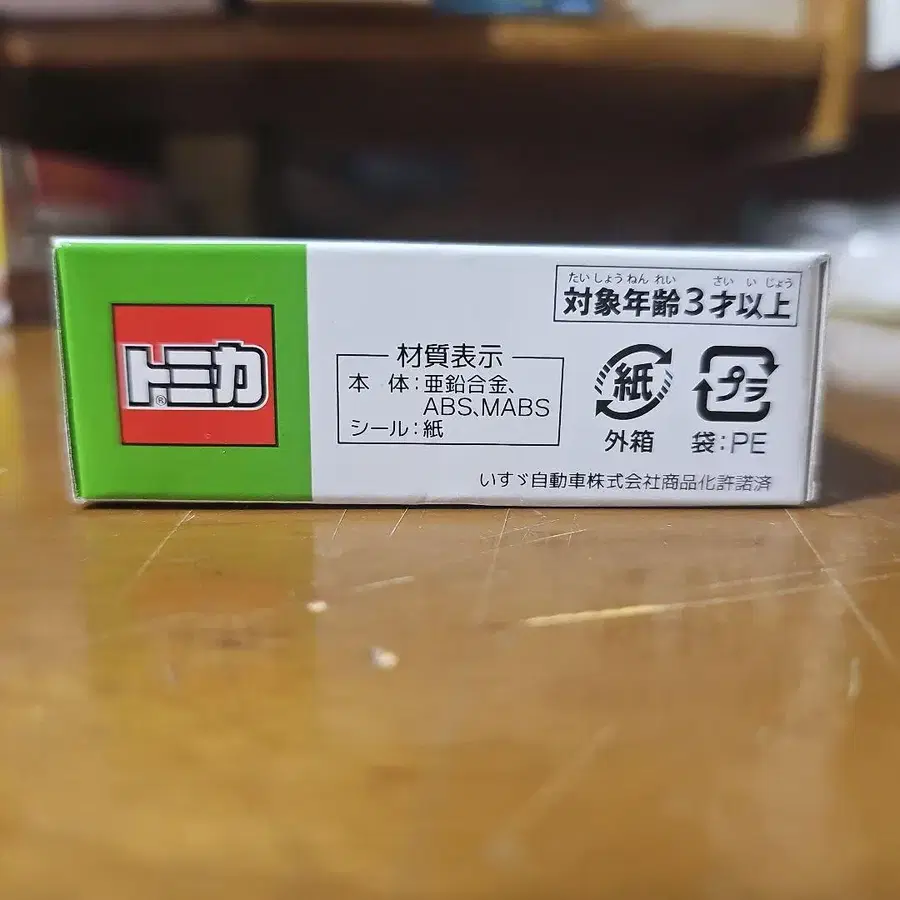 トミカ®
材質表示
本 体:亜鉛合金、
ABS、MABS
シール:紙
たいしょうねんれい さいいじょう
対象年齢3才以上
紙
外箱
プラ
袋:PE
いすゞ自動車株式会社商品化許諾済